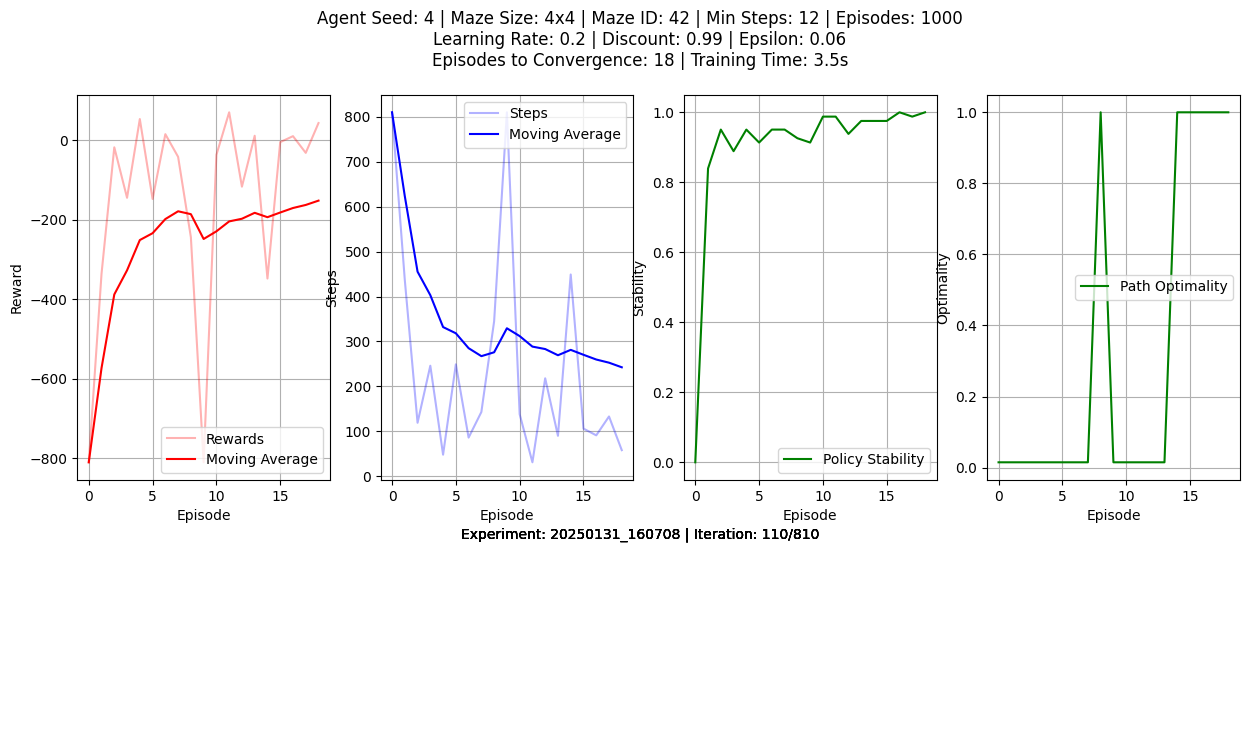 Agent Seed: 4 | Maze Size: 4x4 | Maze ID: 42 | Min Steps: 12 | Episodes: 1000
Learning Rate: 0.2 | Discount: 0.99 | Epsilon: 0.06
Episodes to Convergence: 18 | Training Time: 3.5s
Reward
0
−200
−400
−600
−800
Rewards
Moving Average
0 5 10 15
Episode
Steps
800
700
600
500
400
300
200
100
0
Steps
Moving Average
0 5 10 15
Episode
Stability
1.0
0.8
0.6
0.4
0.2
0.0
Policy Stability
0 5 10 15
Episode
Optimality
1.0
0.8
0.6
0.4
0.2
0.0
Path Optimality
0 5 10 15
Episode
Experiment: 20250131_160708 | Iteration: 110/810